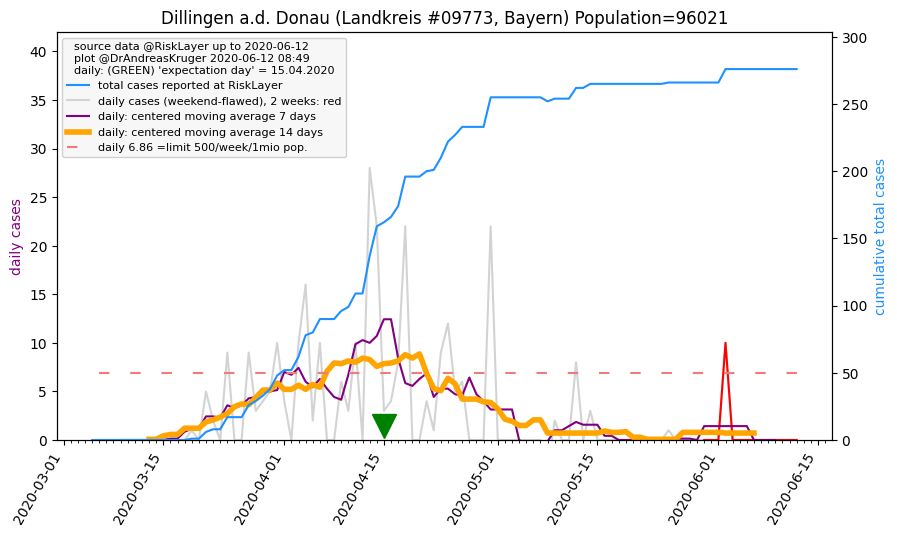 Dillingen a.d. Donau (Landkreis #09773, Bayern) Population=96021
source data @RiskLayer up to 2020-06-12
plot @DrAndreasKruger 2020-06-12 08:49
daily: (GREEN) 'expectation day' = 15.04.2020
total cases reported at RiskLayer
daily cases (weekend-flawed), 2 weeks: red
daily: centered moving average 7 days
daily: centered moving average 14 days
daily 6.86 =limit 500/week/1mio pop.
daily cases
40
35
30
25
20
15
10
5
0
cumulative total cases
300
250
200
150
100
50
0
2020-03-01
2020-03-15
2020-04-01
2020-04-15
2020-05-01
2020-05-15
2020-06-01
2020-06-15